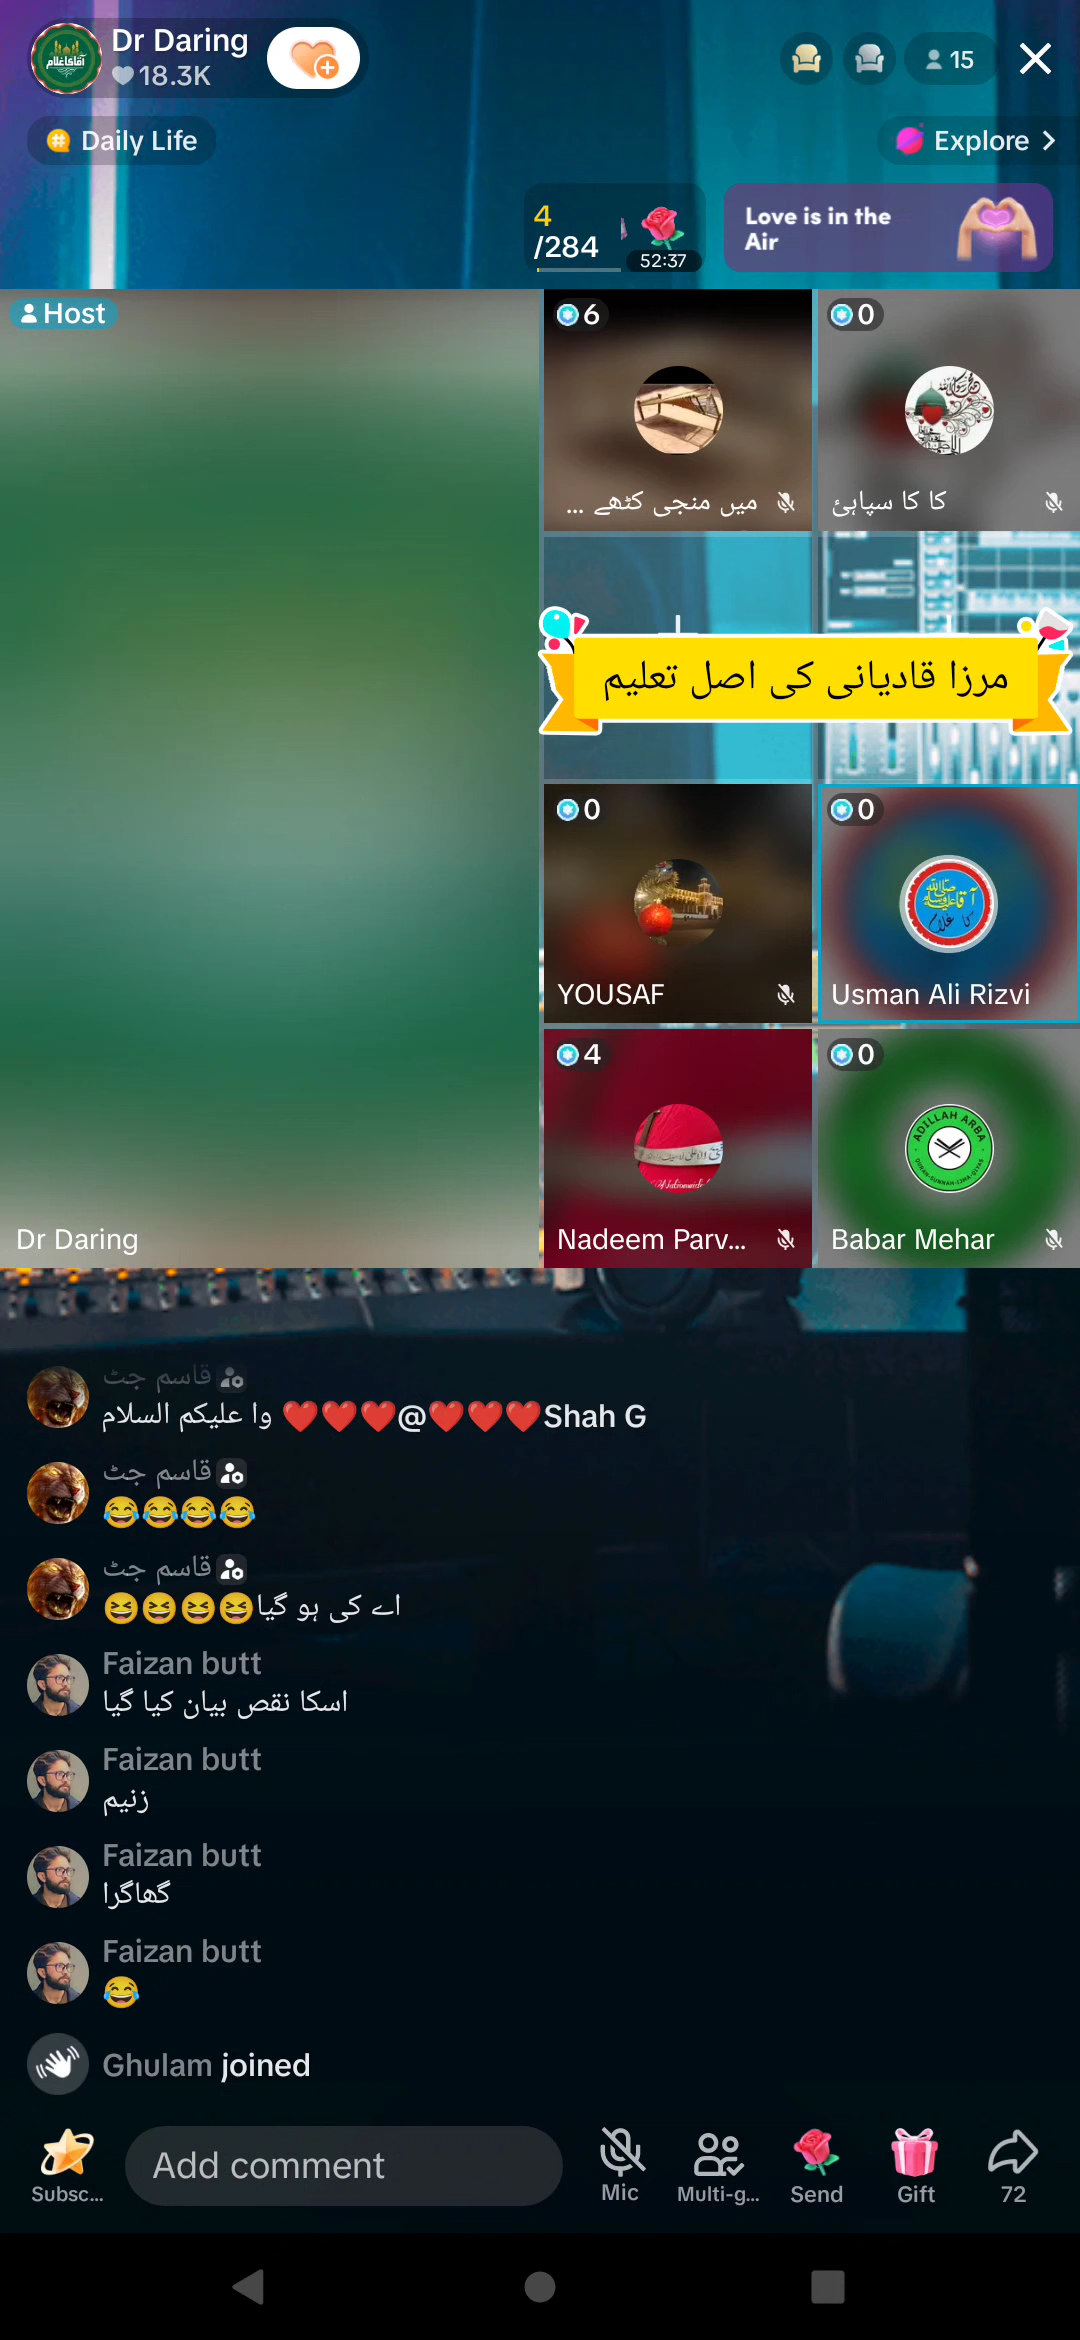 Dr Daring
18.3K
15
Daily Life
Explore
4
/284
52:37
Love is in the
Air
Host
6
0
میں منجی کٹھے ...
کا کا سپاہئ
مرزا قادیانی کی اصل تعلیم
0
0
YOUSAF
Usman Ali Rizvi
4
0
ADILLAH ARBA
Dr Daring
Nadeem Parv...
Babar Mehar
قاسم جٹ
وا علیکم السلام ❤️❤️❤️@❤️❤️❤️Shah G
قاسم جٹ
😂😂😂😂
قاسم جٹ
😆😆😆😆اے کی ہو گیا
Faizan butt
اسکا نقص بیان کیا گیا
Faizan butt
زنیم
Faizan butt
گھاگرا
Faizan butt
😂
Ghulam joined
Add comment
Subsc...
Mic
Multi-g...
Send
Gift
72